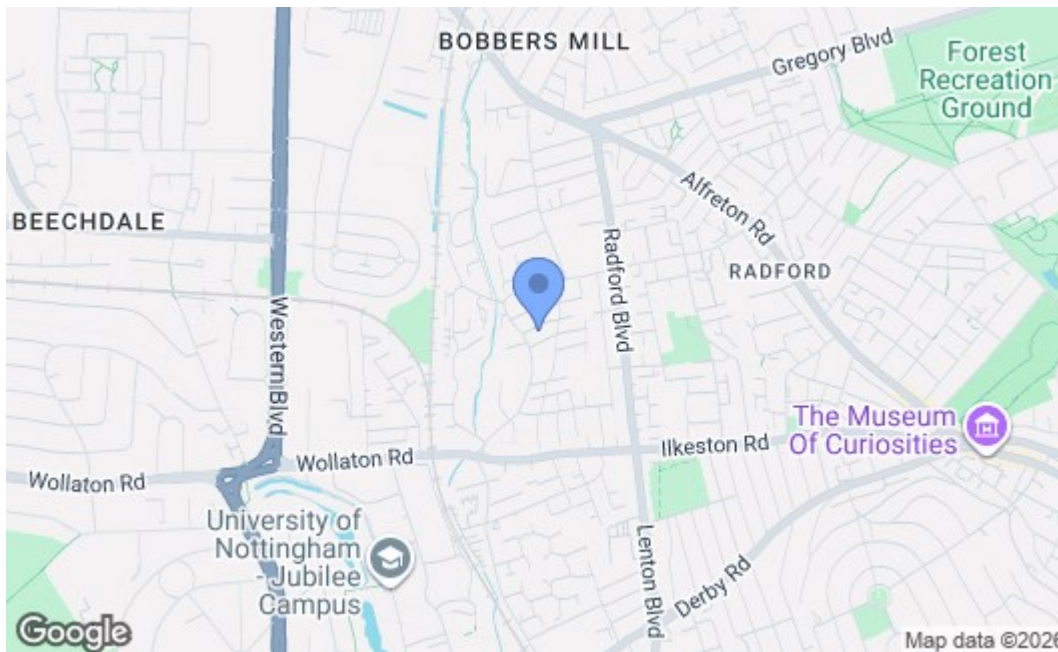 BOBBERS MILL
Gregory Blvd
Forest
Recreation
Ground
Alfreton Rd
BEECHDALE
Radford Blvd
RADFORD
Western Blvd
The Museum
Of Curiosities
Ilkeston Rd
Wollaton Rd
Wollaton Rd
University of
Nottingham
- Jubilee
Campus
Lenton Blvd
Derby Rd
Google
Map data ©2026